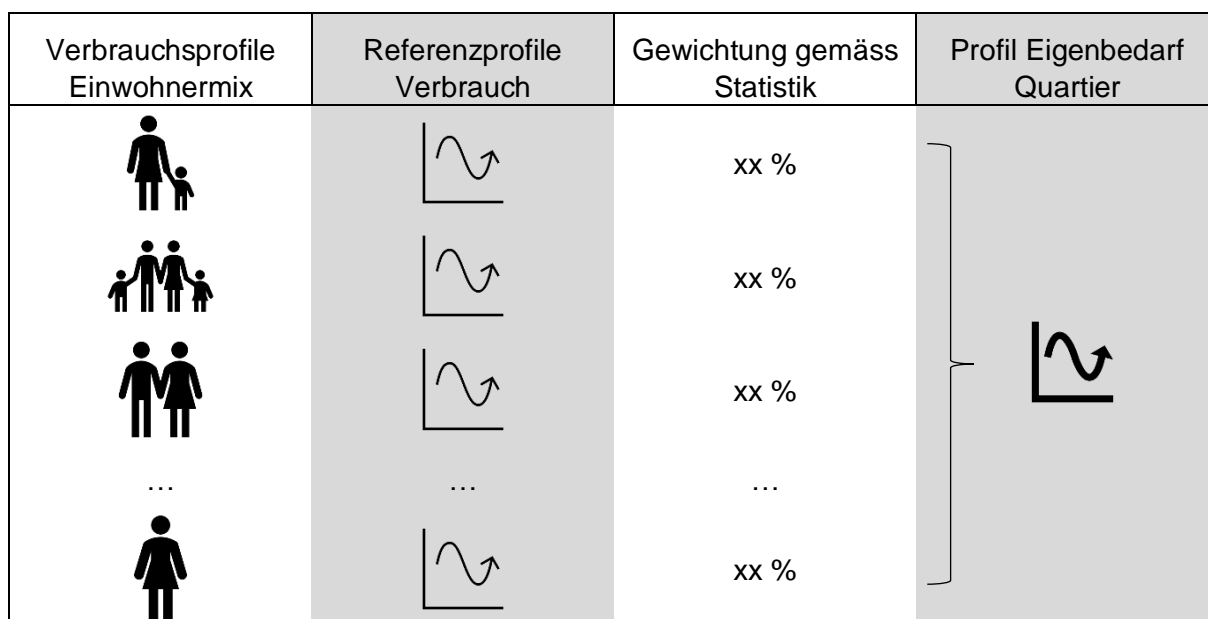 Verbrauchsprofile
Einwohnermix
Referenzprofile
Verbrauch
Gewichtung gemäss
Statistik
Profil Eigenbedarf
Quartier
xx %
xx %
xx %
… … …
xx %